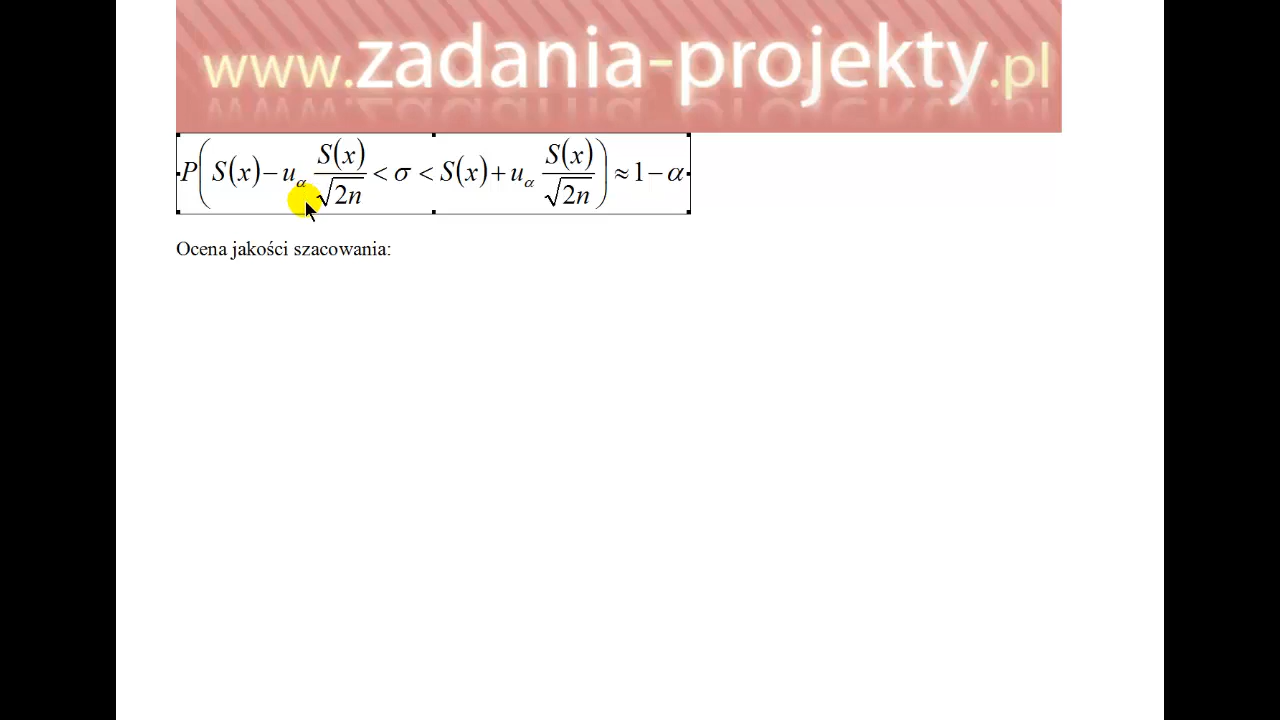 www.zadania-projekty.pl
P(S(x)−u_α S(x)/√2n < σ < S(x)+u_α S(x)/√2n) ≈ 1−α
Ocena jakości szacowania: